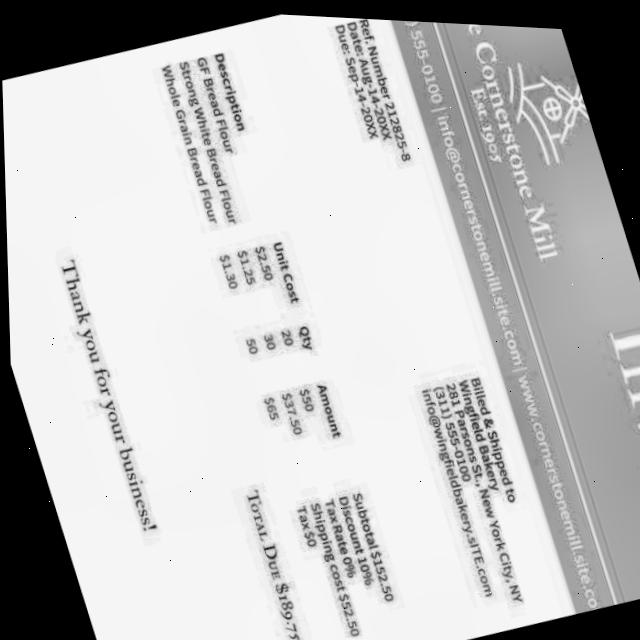 Cornerstone Mill
Est. 1967
555-0100 | info@cornerstonemill.site.com | www.cornerstonemill.site.co
Ref. Number 212825-8
Date: Aug. 14, 20XX
Due: Sep. 14, 20XX
Billed & Shipped to
Wingfield Bakery
281 Parsons St., New York City, NY
(311) 555-0500
info@wingfieldbakery.SITE.com
Description Unit Cost Qty. Amount
GF Bread Flour $2.50 20 $50
Strong White Bread Flour $1.25 30 $37.50
Whole Grain Bread Flour $1.30 50 $65
Subtotal $152.50
Discount 10%
Tax Rate 0%
Shipping Cost $52.50
Tax $0
Total Due $189.75
Thank you for your business!